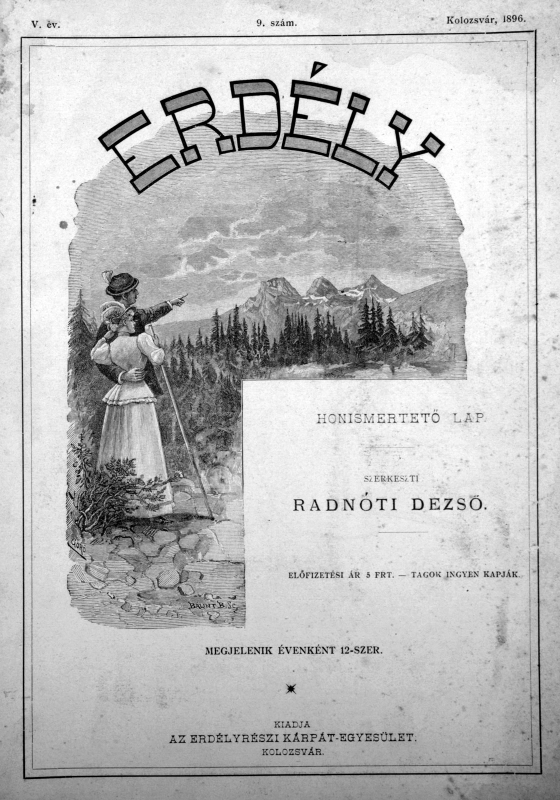 V. év. 9. szám. Kolozsvár, 1896.
ERDÉLY
HONISMERTETŐ LAP
SZERKESZTI
RADNÓTI DEZSŐ.
ELŐFIZETÉSI ÁR 5 FRT. — TAGOK INGYEN KAPJÁK.
MEGJELENIK ÉVENKÉNT 12-SZER.
KIADJA
AZ ERDÉLYRÉSZI KÁRPÁT-EGYESÜLET.
KOLOZSVÁR.